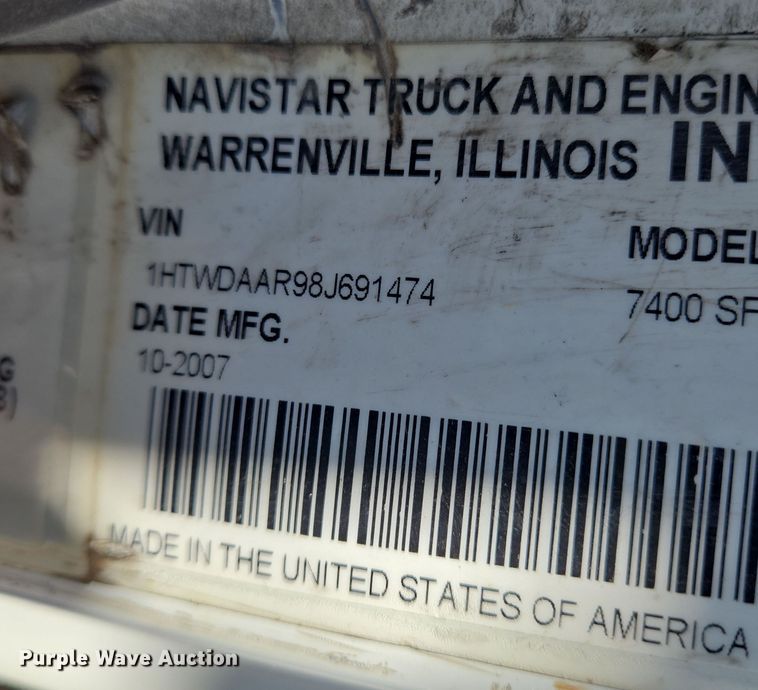 NAVISTAR TRUCK AND ENGIN
WARRENVILLE, ILLINOIS IN
VIN
MODEL
1HTWDAAR98J691474
7400 SF
DATE MFG.
10-2007
G
MADE IN THE UNITED STATES OF AMERICA
Purple Wave Auction